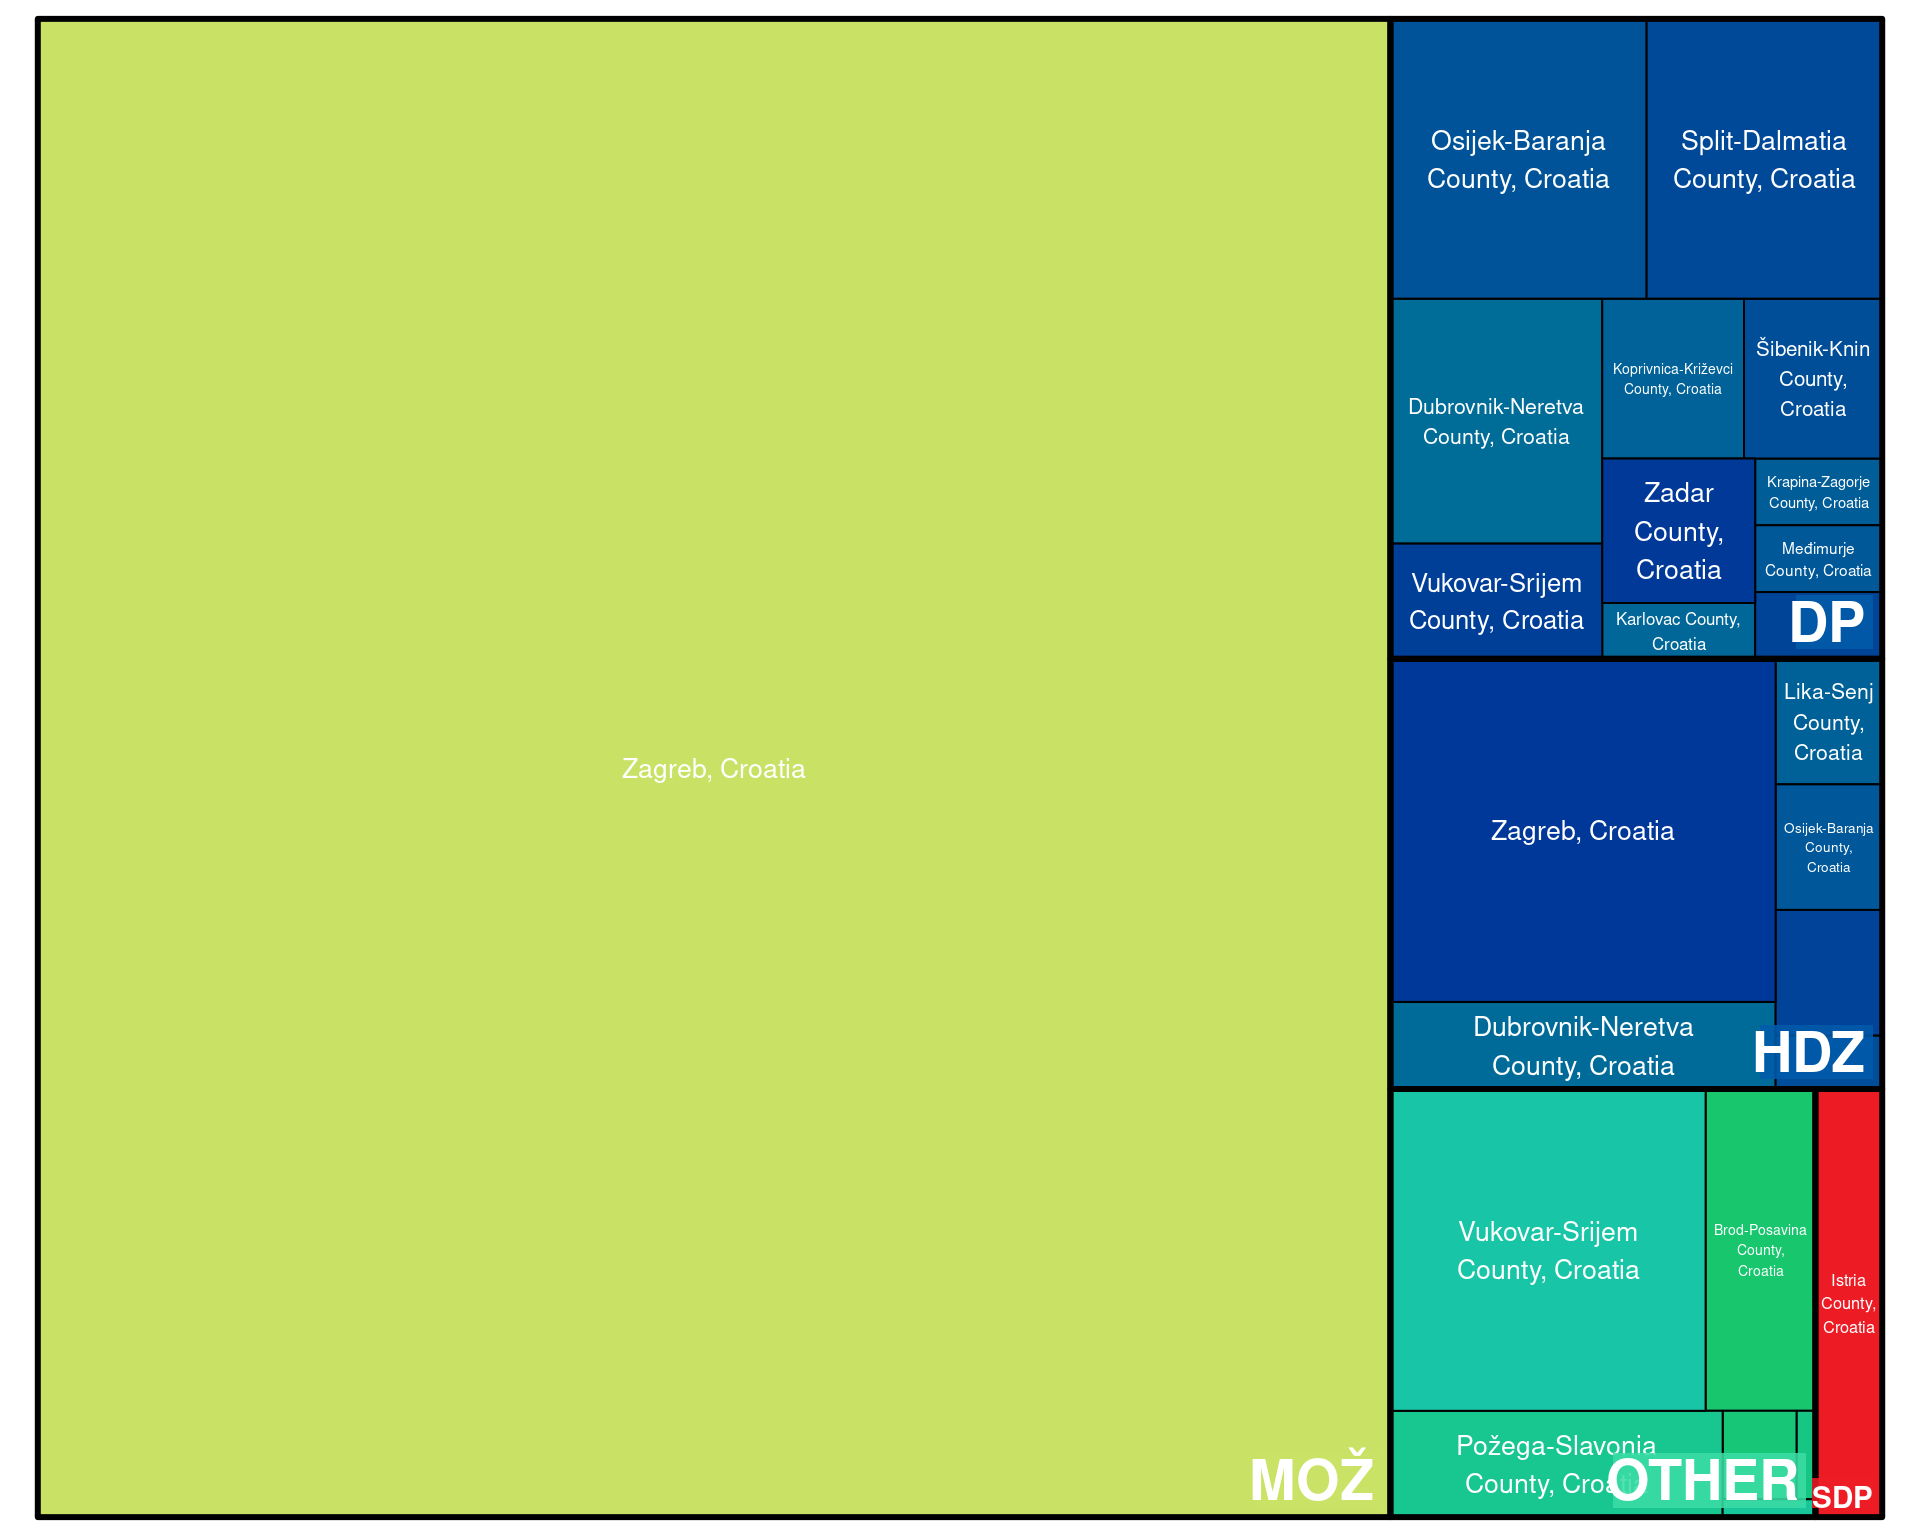 Zagreb, Croatia
MOŽ
Osijek-Baranja
County, Croatia
Split-Dalmatia
County, Croatia
Dubrovnik-Neretva
County, Croatia
Koprivnica-Križevci
County, Croatia
Šibenik-Knin
County,
Croatia
Vukovar-Srijem
County, Croatia
Zadar
County,
Croatia
Krapina-Zagorje
County, Croatia
Međimurje
County, Croatia
Karlovac County,
Croatia
DP
Zagreb, Croatia
Lika-Senj
County,
Croatia
Osijek-Baranja
County,
Croatia
Dubrovnik-Neretva
County, Croatia
HDZ
Vukovar-Srijem
County, Croatia
Brod-Posavina
County,
Croatia
Požega-Slavonia
County, Croatia
OTHER
Istria
County,
Croatia
SDP